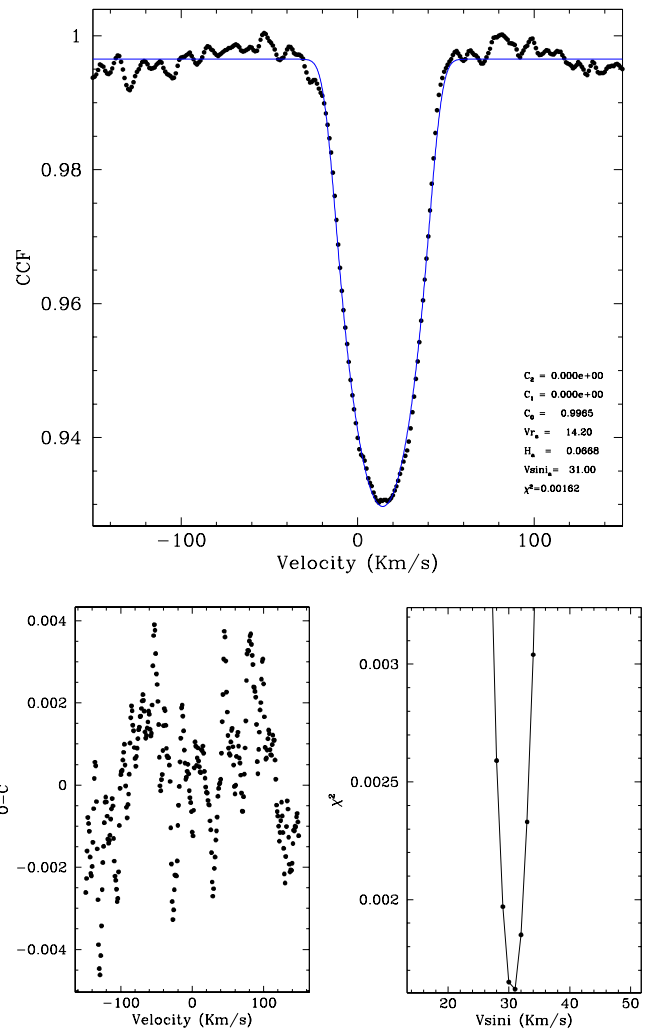 1
0.98
0.96
0.94
CCF
C₂ = 0.000e+00
C₁ = 0.000e+00
C₀ = 0.9965
Vrₐ = 14.20
Hₐ = 0.0668
Vsiniₐ= 31.00
χ²=0.00162
−100 0 100
Velocity (Km/s)
0.004
0.002
0
−0.002
−0.004
O−C
−100 0 100
Velocity (Km/s)
0.003
0.0025
0.002
χ²
20 30 40 50
Vsini (Km/s)